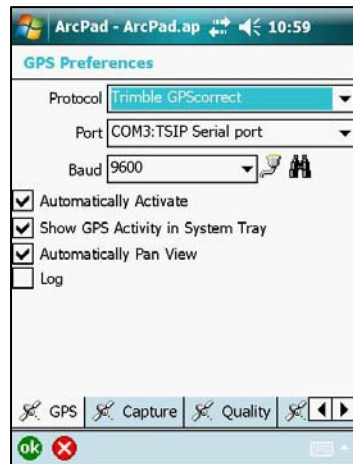 ArcPad - ArcPad.ap 10:59
GPS Preferences
Protocol Trimble GPScorrect
Port COM3:TSIP Serial port
Baud 9600
Automatically Activate
Show GPS Activity in System Tray
Automatically Pan View
Log
GPS Capture Quality
ok